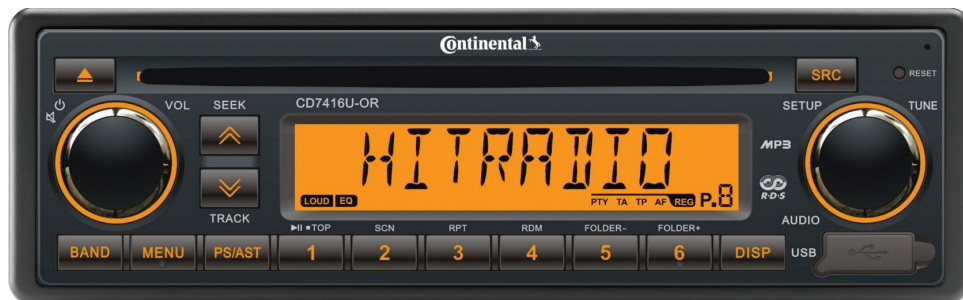 Continental
SRC
RESET
VOL
SEEK
CD7416U-OR
SETUP
TUNE
HITRADIO
MP3
LOUD EQ
PTY TA TP AF REG P.8
R·D·S
TRACK
AUDIO
TOP
SCN
RPT
RDM
FOLDER-
FOLDER+
BAND
MENU
PS/AST
1
2
3
4
5
6
DISP
USB